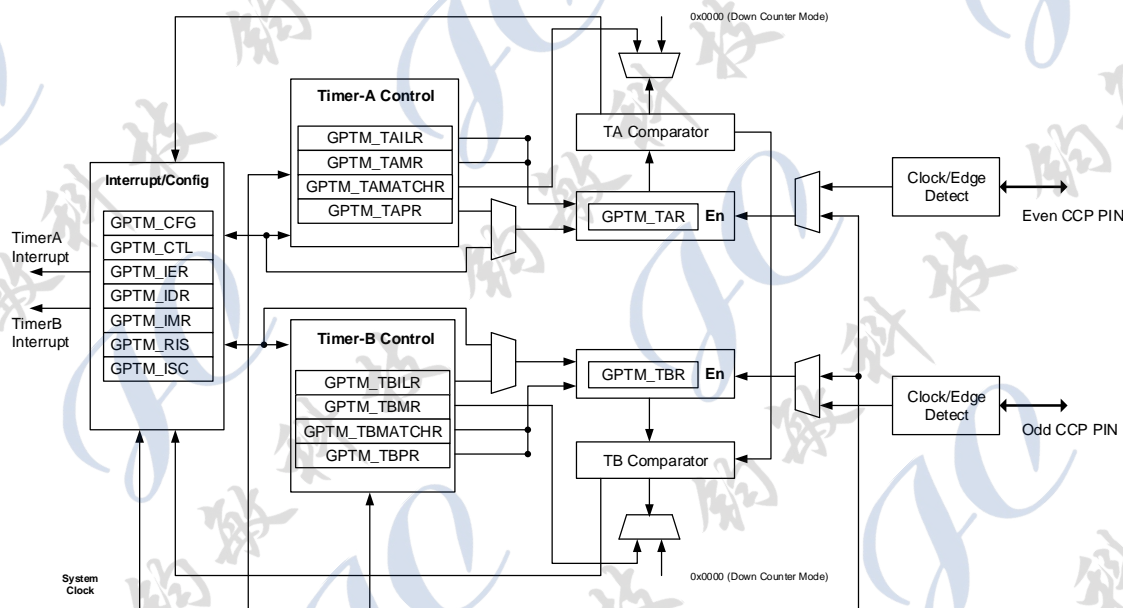 0x0000 (Down Counter Mode)
Timer-A Control
GPTM_TAILR
GPTM_TAMR
GPTM_TAMATCHR
GPTM_TAPR
TA Comparator
GPTM_TAR
En
Clock/Edge
Detect
Even CCP PIN
Interrupt/Config
GPTM_CFG
GPTM_CTL
GPTM_IER
GPTM_IDR
GPTM_IMR
GPTM_RIS
GPTM_ISC
TimerA
Interrupt
TimerB
Interrupt
Timer-B Control
GPTM_TBILR
GPTM_TBMR
GPTM_TBMATCHR
GPTM_TBPR
GPTM_TBR
En
TB Comparator
Clock/Edge
Detect
Odd CCP PIN
0x0000 (Down Counter Mode)
System
Clock